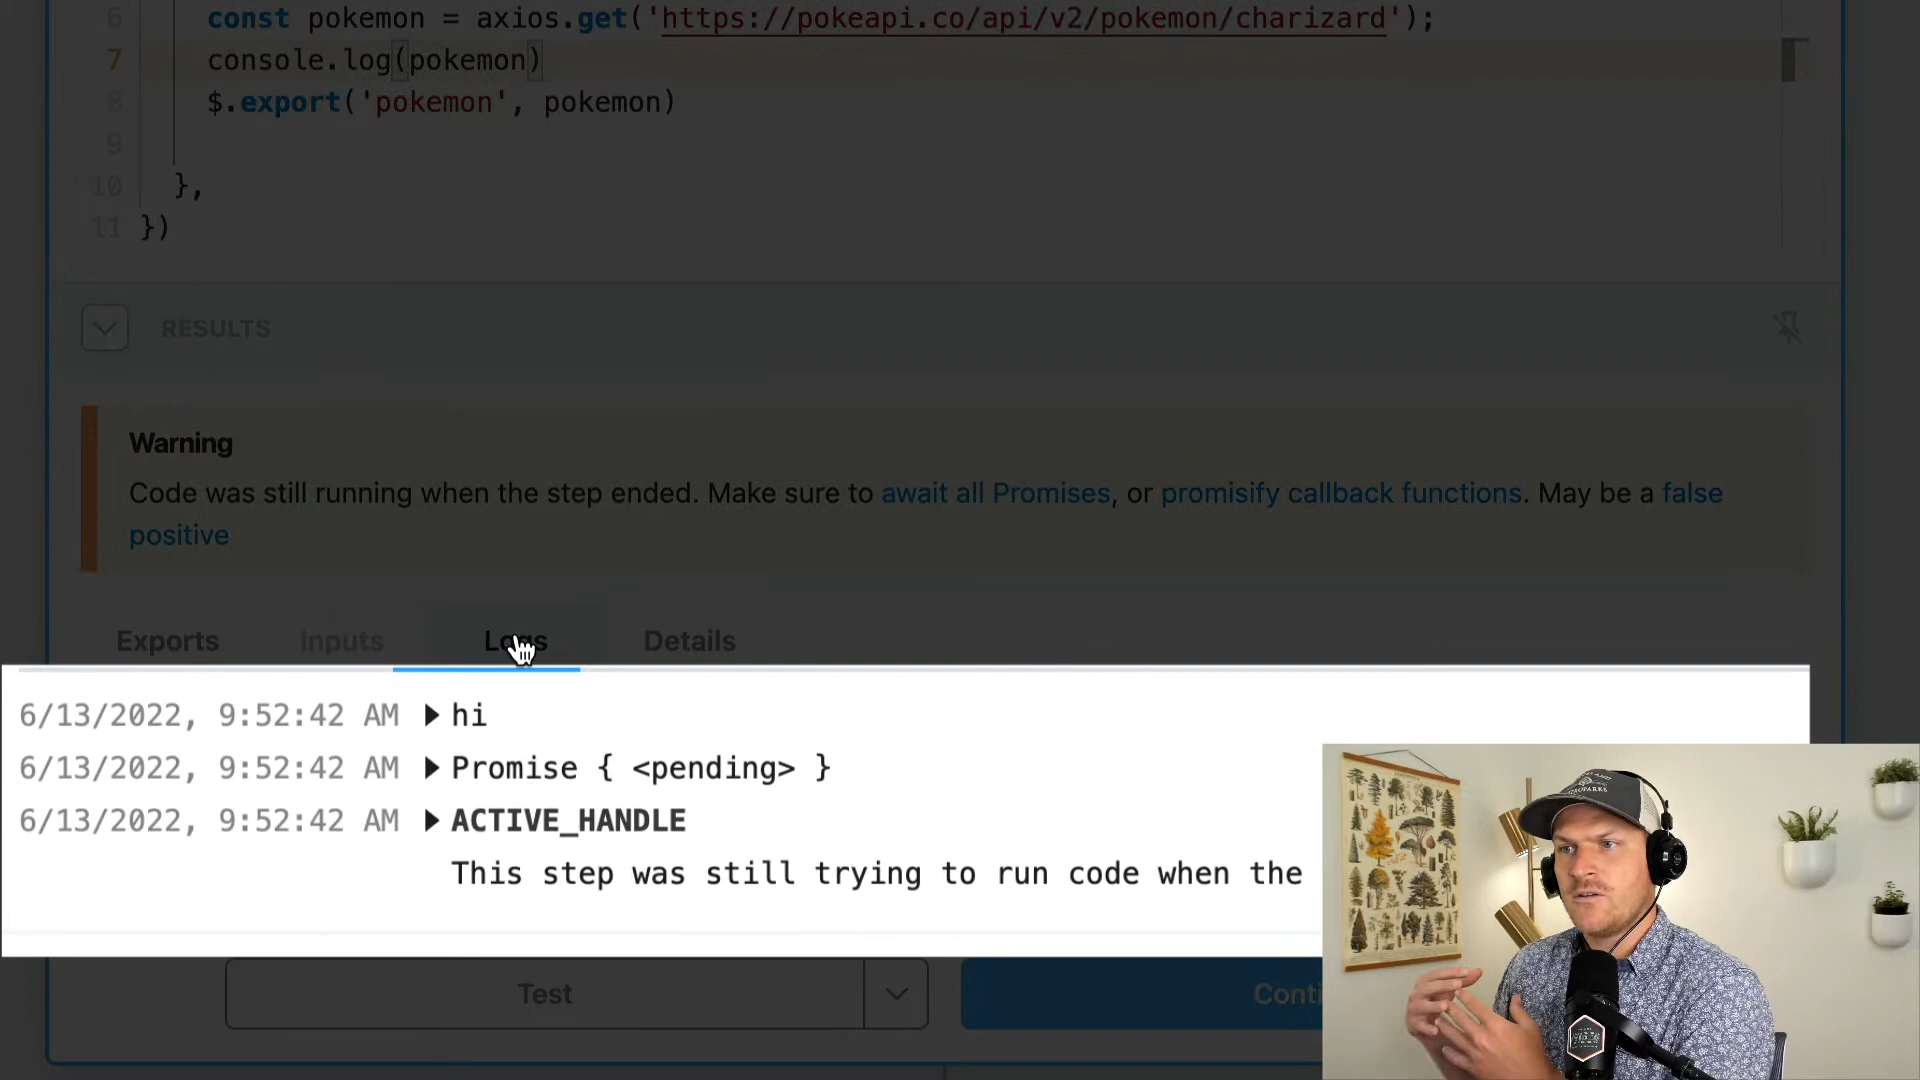 6 const pokemon = axios.get('https://pokeapi.co/api/v2/pokemon/charizard');
7 console.log(pokemon)
8 $.export('pokemon', pokemon)
9
10 },
11 })
RESULTS
Warning
Code was still running when the step ended. Make sure to await all Promises, or promisify callback functions. May be a false
positive
Exports Inputs Logs Details
6/13/2022, 9:52:42 AM ▶ hi
6/13/2022, 9:52:42 AM ▶ Promise { <pending> }
6/13/2022, 9:52:42 AM ▶ ACTIVE_HANDLE
This step was still trying to run code when the
Test
Conti